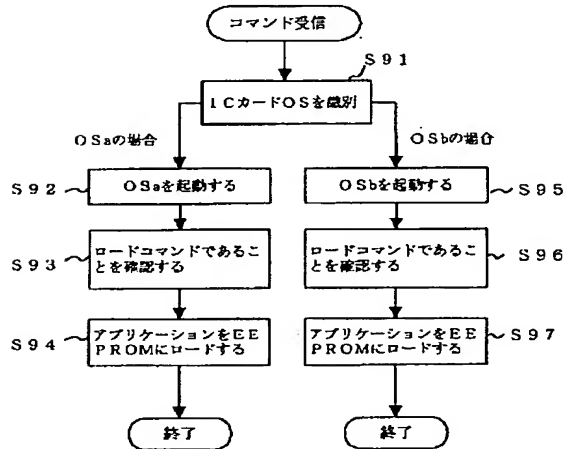 コマンド受信
S91
ICカードOSを識別
OSaの場合
OSbの場合
S92
OSaを起動する
OSbを起動する
S95
S93
ロードコマンドであるこ
とを確認する
ロードコマンドであるこ
とを確認する
S96
S94
アプリケーションをEE
PROMにロードする
アプリケーションをEE
PROMにロードする
S97
終了
終了